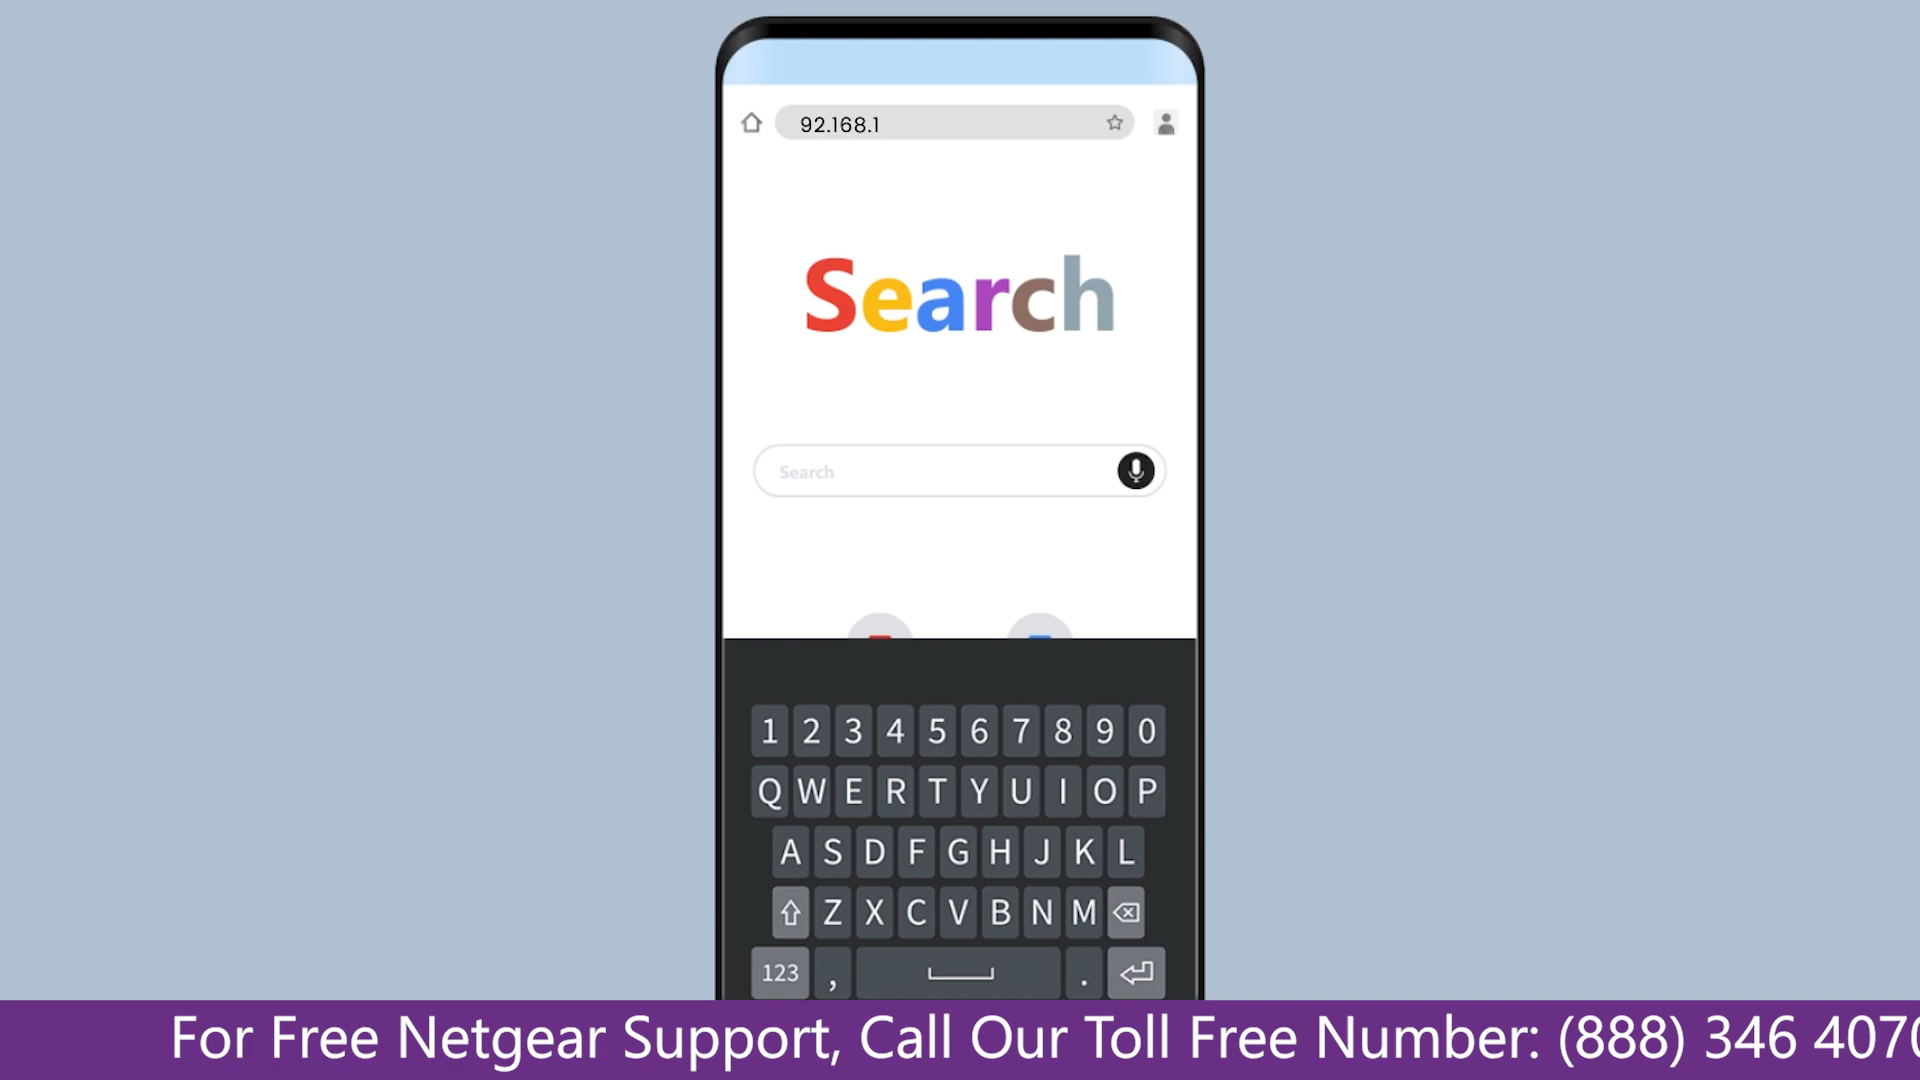 92.168.1
Search
Search
1 2 3 4 5 6 7 8 9 0
Q W E R T Y U I O P
A S D F G H J K L
Z X C V B N M
123 , .
For Free Netgear Support, Call Our Toll Free Number: (888) 346 4070